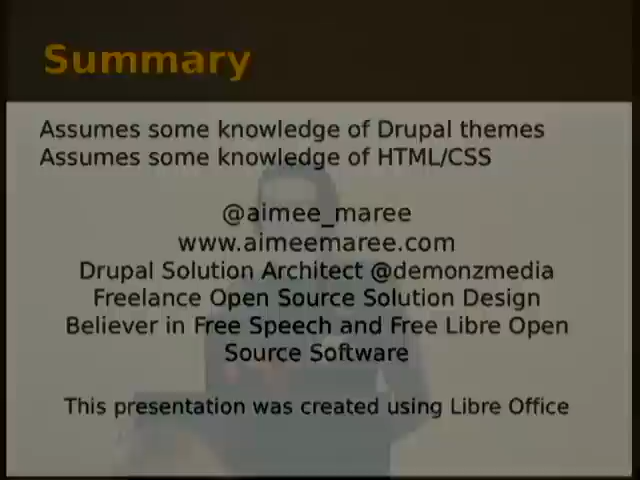 Summary
Assumes some knowledge of Drupal themes
Assumes some knowledge of HTML/CSS
@aimee_maree
www.aimeemaree.com
Drupal Solution Architect @demonzmedia
Freelance Open Source Solution Design
Believer in Free Speech and Free Libre Open
Source Software
This presentation was created using Libre Office